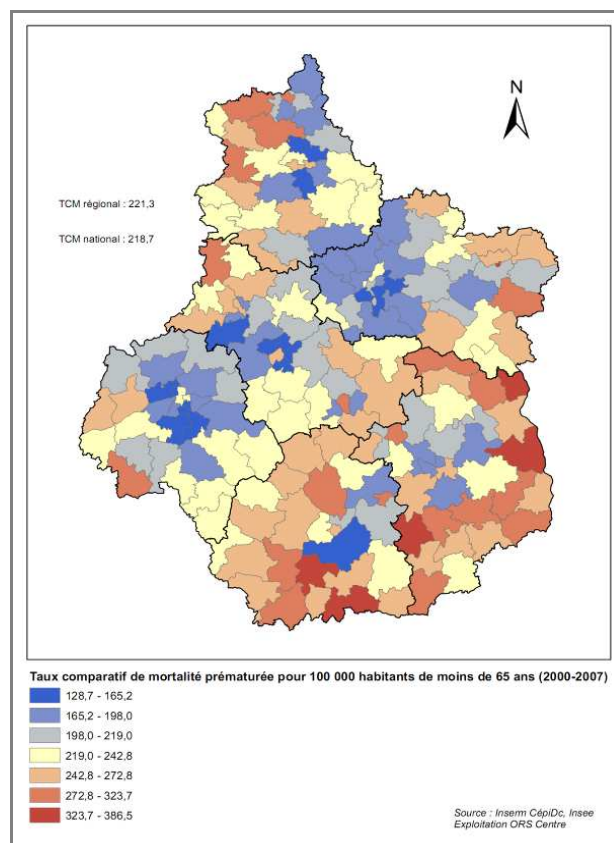 N
TCM régional : 221,3
TCM national : 218,7
Taux comparatif de mortalité prématurée pour 100 000 habitants de moins de 65 ans (2000-2007)
128,7 - 165,2
165,2 - 198,0
198,0 - 219,0
219,0 - 242,8
242,8 - 272,8
272,8 - 323,7
323,7 - 386,5
Source : Inserm CépiDc, Insee
Exploitation ORS Centre